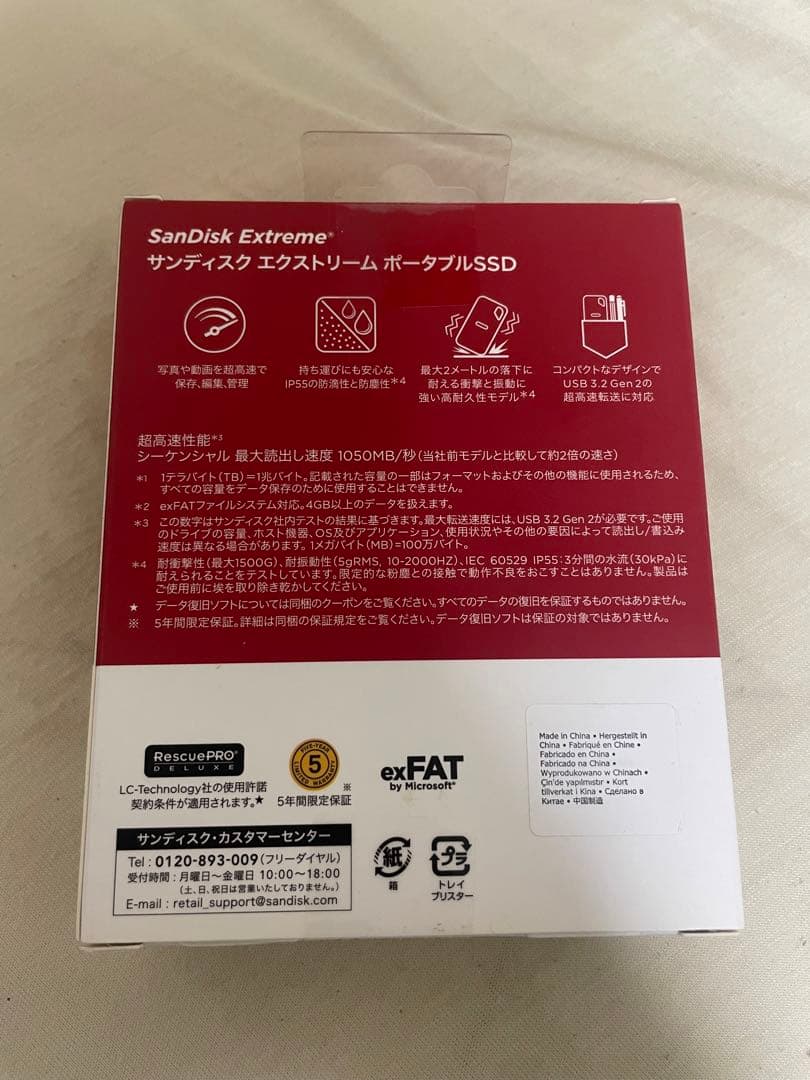 SanDisk Extreme®
サンディスク エクストリーム ポータブルSSD
写真や動画を超高速で
保存、編集、管理
持ち運びにも安心な
IP55の防滴性と防塵性*4
最大2メートルの落下に
耐える衝撃と振動に
強い高耐久性モデル*4
コンパクトなデザインで
USB 3.2 Gen 2の
超高速転送に対応
超高速性能*3
シーケンシャル 最大読出し速度 1050MB/秒(当社前モデルと比較して約2倍の速さ)
*1 1テラバイト(TB)=1兆バイト。記載された容量の一部はフォーマットおよびその他の機能に使用されるため、
すべての容量をデータ保存のために使用することはできません。
*2 exFATファイルシステム対応。4GB以上のデータを扱えます。
*3 この数字はサンディスク社内テストの結果に基づきます。最大転送速度には、USB 3.2 Gen 2が必要です。ご使用
のドライブの容量、ホスト機器、OS及びアプリケーション、使用状況やその他の要因によって読出し/書込み
速度は異なる場合があります。1メガバイト(MB)=100万バイト。
*4 耐衝撃性(最大1500G)、耐振動性(5gRMS, 10-2000HZ)、IEC 60529 IP55:3分間の水流(30kPa)に
耐えられることをテストしています。限定的な粉塵との接触で動作不良をおこすことはありません。製品は
ご使用前に埃を取り除き乾かしてください。
★ データ復旧ソフトについては同梱のクーポンをご覧ください。すべてのデータの復旧を保証するものではありません。
※ 5年間限定保証。詳細は同梱の保証規定をご覧ください。データ復旧ソフトは保証の対象ではありません。
RescuePRO®
DELUXE
LC-Technology社の使用許諾
契約条件が適用されます。★
FIVE-YEAR
5
LIMITED WARRANTY
※
5年間限定保証
exFAT
by Microsoft®
Made in China • Hergestellt in
China • Fabriqué en Chine •
Fabricado en China •
Fabricado na China •
Wyprodukowano w Chinach •
Çin'de yapılmıştır • Kort
tillverkat i Kina • Сделано в
Китае • 中国制造
サンディスク・カスタマーセンター
Tel : 0120-893-009(フリーダイヤル)
受付時間 : 月曜日〜金曜日 10:00〜18:00
(土、日、祝日は営業いたしておりません。)
E-mail : retail_support@sandisk.com
紙
箱
プラ
トレイ
ブリスター